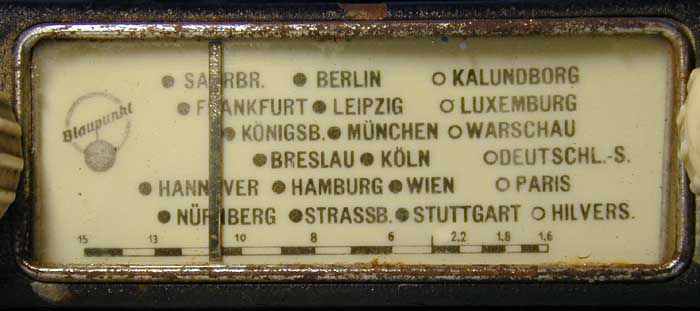 SAARBR. BERLIN KALUNDBORG
FRANKFURT LEIPZIG LUXEMBURG
Blaupunkt
KÖNIGSB. MÜNCHEN WARSCHAU
BRESLAU KÖLN DEUTSCHL.-S.
HANNOVER HAMBURG WIEN PARIS
NÜRNBERG STRASSB. STUTTGART HILVERS.
15 13 10 8 6 2.2 1.8 1.6